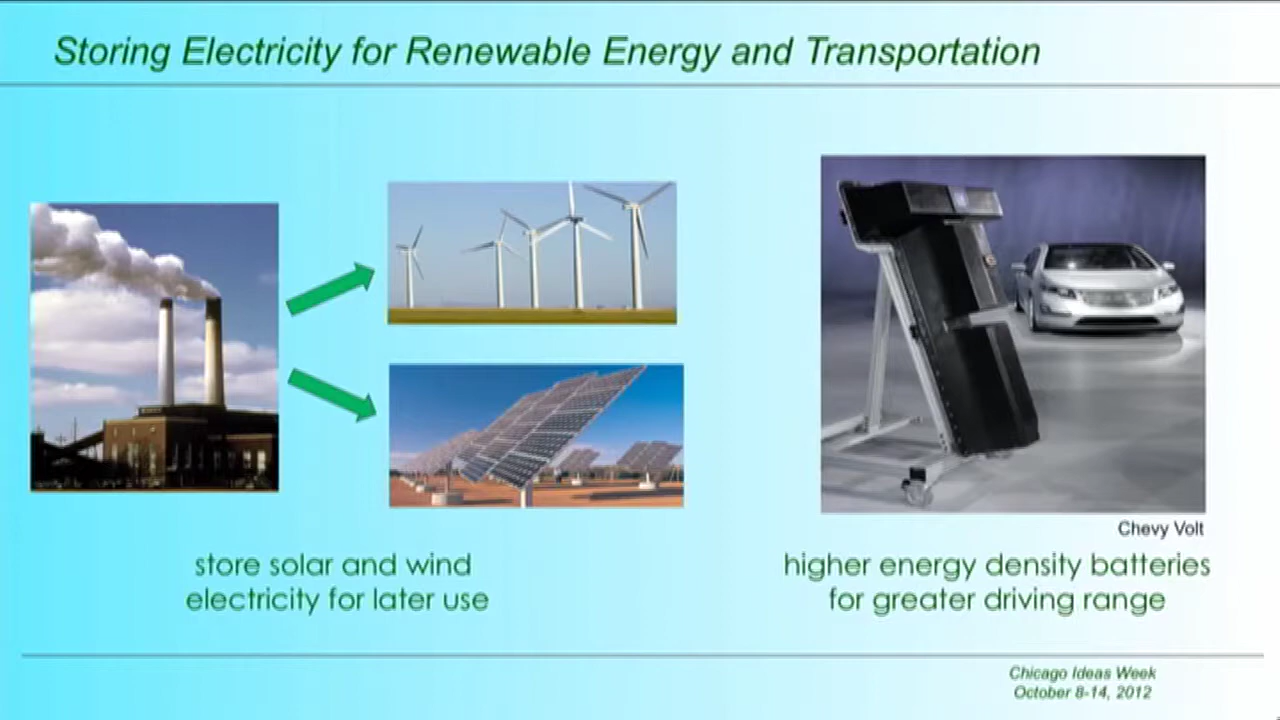 Storing Electricity for Renewable Energy and Transportation
Chevy Volt
store solar and wind
electricity for later use
higher energy density batteries
for greater driving range
Chicago Ideas Week
October 8-14, 2012